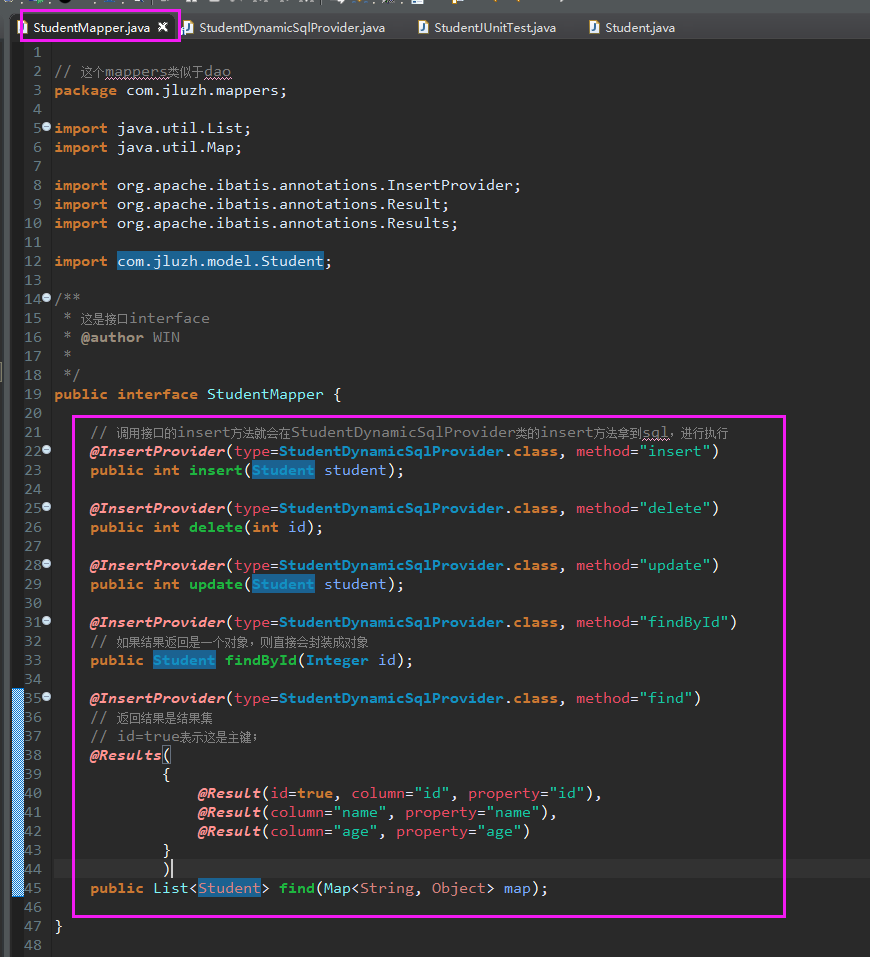 StudentMapper.java StudentDynamicSqlProvider.java StudentJUnitTest.java Student.java
1
2 // 这个mappers类似于dao
3 package com.jluzh.mappers;
4
5 import java.util.List;
6 import java.util.Map;
7
8 import org.apache.ibatis.annotations.InsertProvider;
9 import org.apache.ibatis.annotations.Result;
10 import org.apache.ibatis.annotations.Results;
11
12 import com.jluzh.model.Student;
13
14 /**
15 * 这是接口interface
16 * @author WIN
17 *
18 */
19 public interface StudentMapper {
20
21 // 调用接口的insert方法就会在StudentDynamicSqlProvider类的insert方法拿到sql，进行执行
22 @InsertProvider(type=StudentDynamicSqlProvider.class, method="insert")
23 public int insert(Student student);
24
25 @InsertProvider(type=StudentDynamicSqlProvider.class, method="delete")
26 public int delete(int id);
27
28 @InsertProvider(type=StudentDynamicSqlProvider.class, method="update")
29 public int update(Student student);
30
31 @InsertProvider(type=StudentDynamicSqlProvider.class, method="findById")
32 // 如果结果返回是一个对象，则直接会封装成对象
33 public Student findById(Integer id);
34
35 @InsertProvider(type=StudentDynamicSqlProvider.class, method="find")
36 // 返回结果是结果集
37 // id=true表示这是主键；
38 @Results(
39 {
40 @Result(id=true, column="id", property="id"),
41 @Result(column="name", property="name"),
42 @Result(column="age", property="age")
43 }
44 )
45 public List<Student> find(Map<String, Object> map);
46
47 }
48